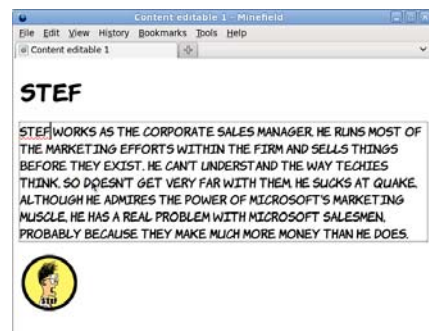 Content editable 1 - Minefield
File Edit View History Bookmarks Tools Help
Content editable 1
STEF
STEF WORKS AS THE CORPORATE SALES MANAGER. HE RUNS MOST OF
THE MARKETING EFFORTS WITHIN THE FIRM AND SELLS THINGS
BEFORE THEY EXIST. HE CAN'T UNDERSTAND THE WAY TECHIES
THINK, SO DOESN'T GET VERY FAR WITH THEM. HE SUCKS AT QUAKE.
ALTHOUGH HE ADMIRES THE POWER OF MICROSOFT'S MARKETING
MUSCLE, HE HAS A REAL PROBLEM WITH MICROSOFT SALESMEN,
PROBABLY BECAUSE THEY MAKE MUCH MORE MONEY THAN HE DOES.
STEF